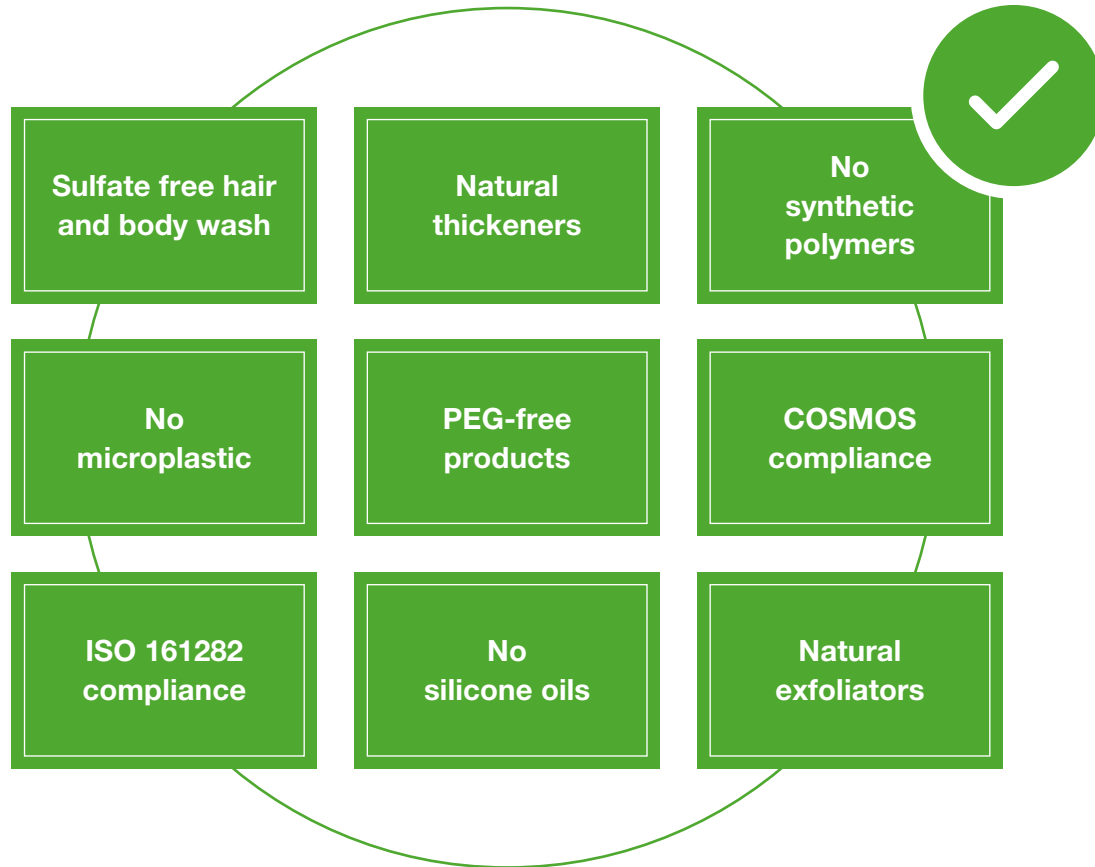 Sulfate free hair
and body wash
Natural
thickeners
No
synthetic
polymers
No
microplastic
PEG-free
products
COSMOS
compliance
ISO 161282
compliance
No
silicone oils
Natural
exfoliators